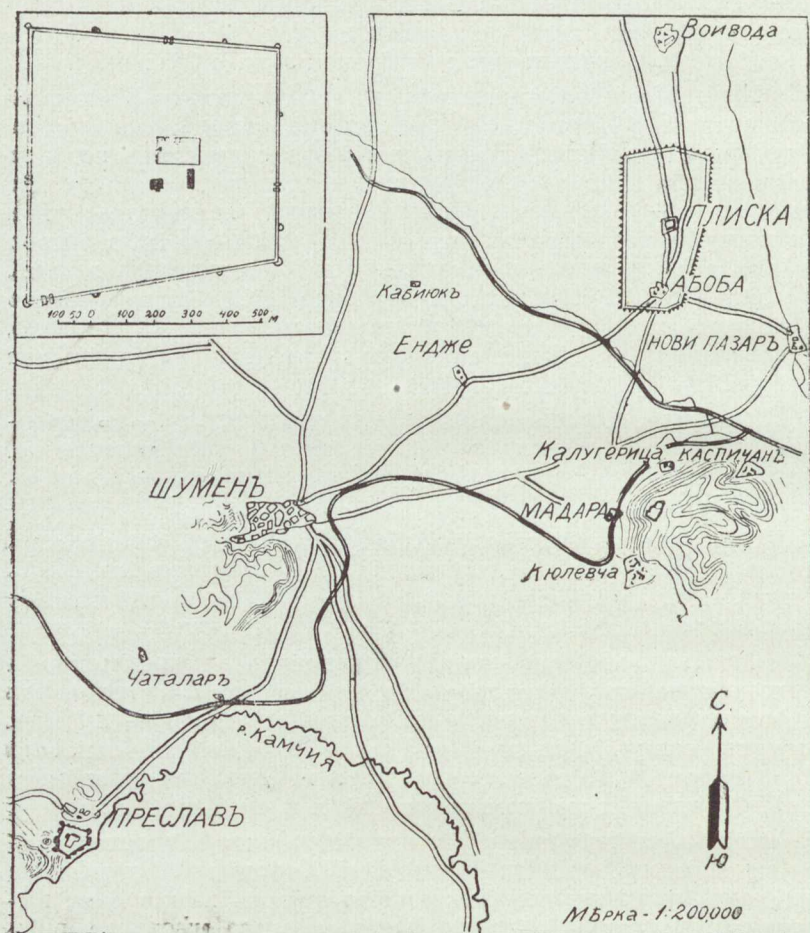 100 50 0 200 300 400 500 М
Воивода
ПЛИСКА
АБОБА
Кабиюкъ
Ендже
НОВИ ПАЗАРЪ
Калугерица
КАСПИЧАНЪ
ШУМЕНЪ
МАДАРА
Кюлевча
Чаталаръ
р. Камчия
ПРЕСЛАВЪ
С.
Ю
МѢРКА - 1:200,000